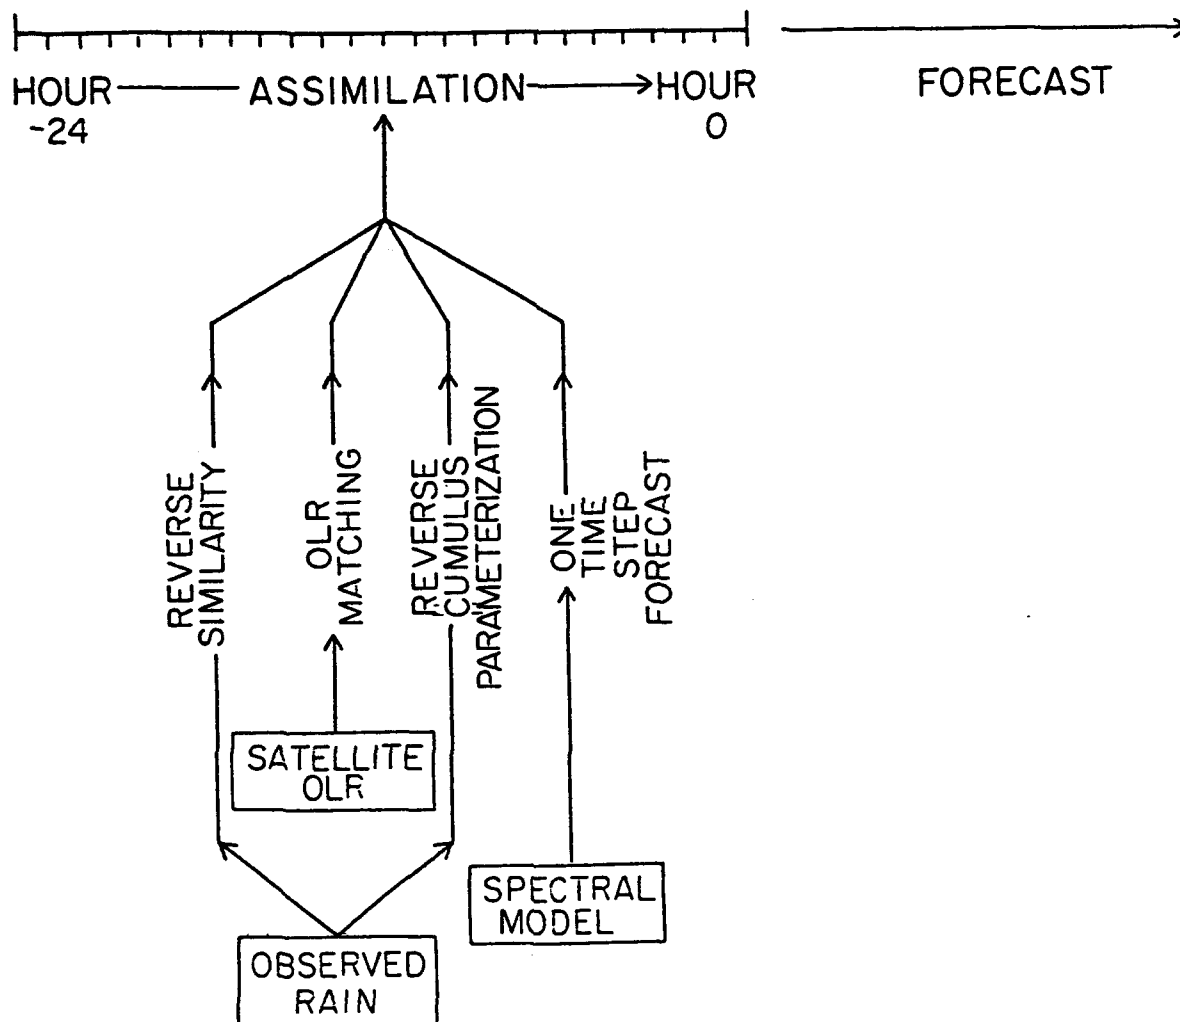 HOUR ASSIMILATION HOUR FORECAST
-24 0
REVERSE
SIMILARITY
OLR
MATCHING
REVERSE
CUMULUS
PARAMETERIZATION
ONE
TIME
STEP
FORECAST
SATELLITE
OLR
SPECTRAL
MODEL
OBSERVED
RAIN